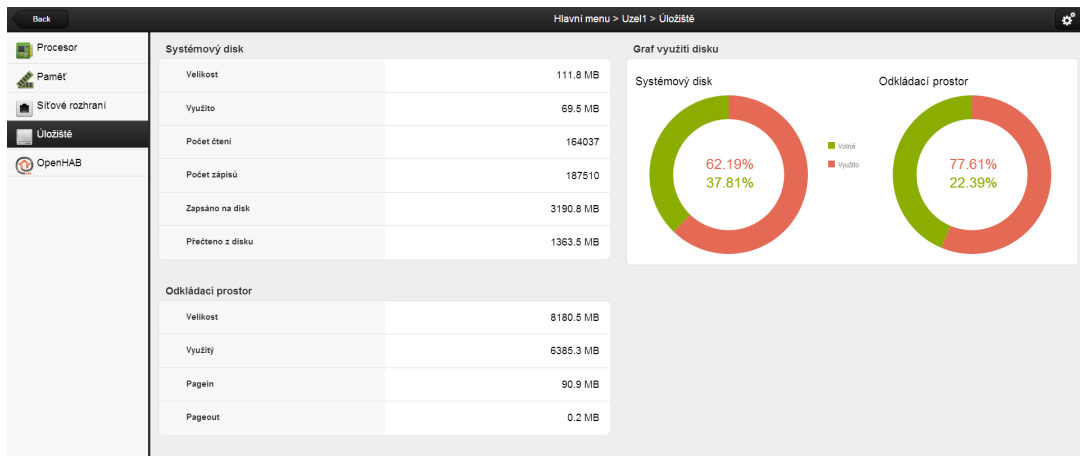 Back
Hlavní menu > Uzel1 > Úložiště
Procesor
Paměť
Síťové rozhraní
Úložiště
OpenHAB
Systémový disk
Velikost 111.8 MB
Využito 69.5 MB
Počet čtení 164037
Počet zápisů 187510
Zapsáno na disk 3190.8 MB
Přečteno z disku 1363.5 MB
Odkládací prostor
Velikost 8180.5 MB
Využitý 6385.3 MB
Pagein 90.9 MB
Pageout 0.2 MB
Graf využití disku
Systémový disk
62.19%
37.81%
Volné
Využito
Odkládací prostor
77.61%
22.39%